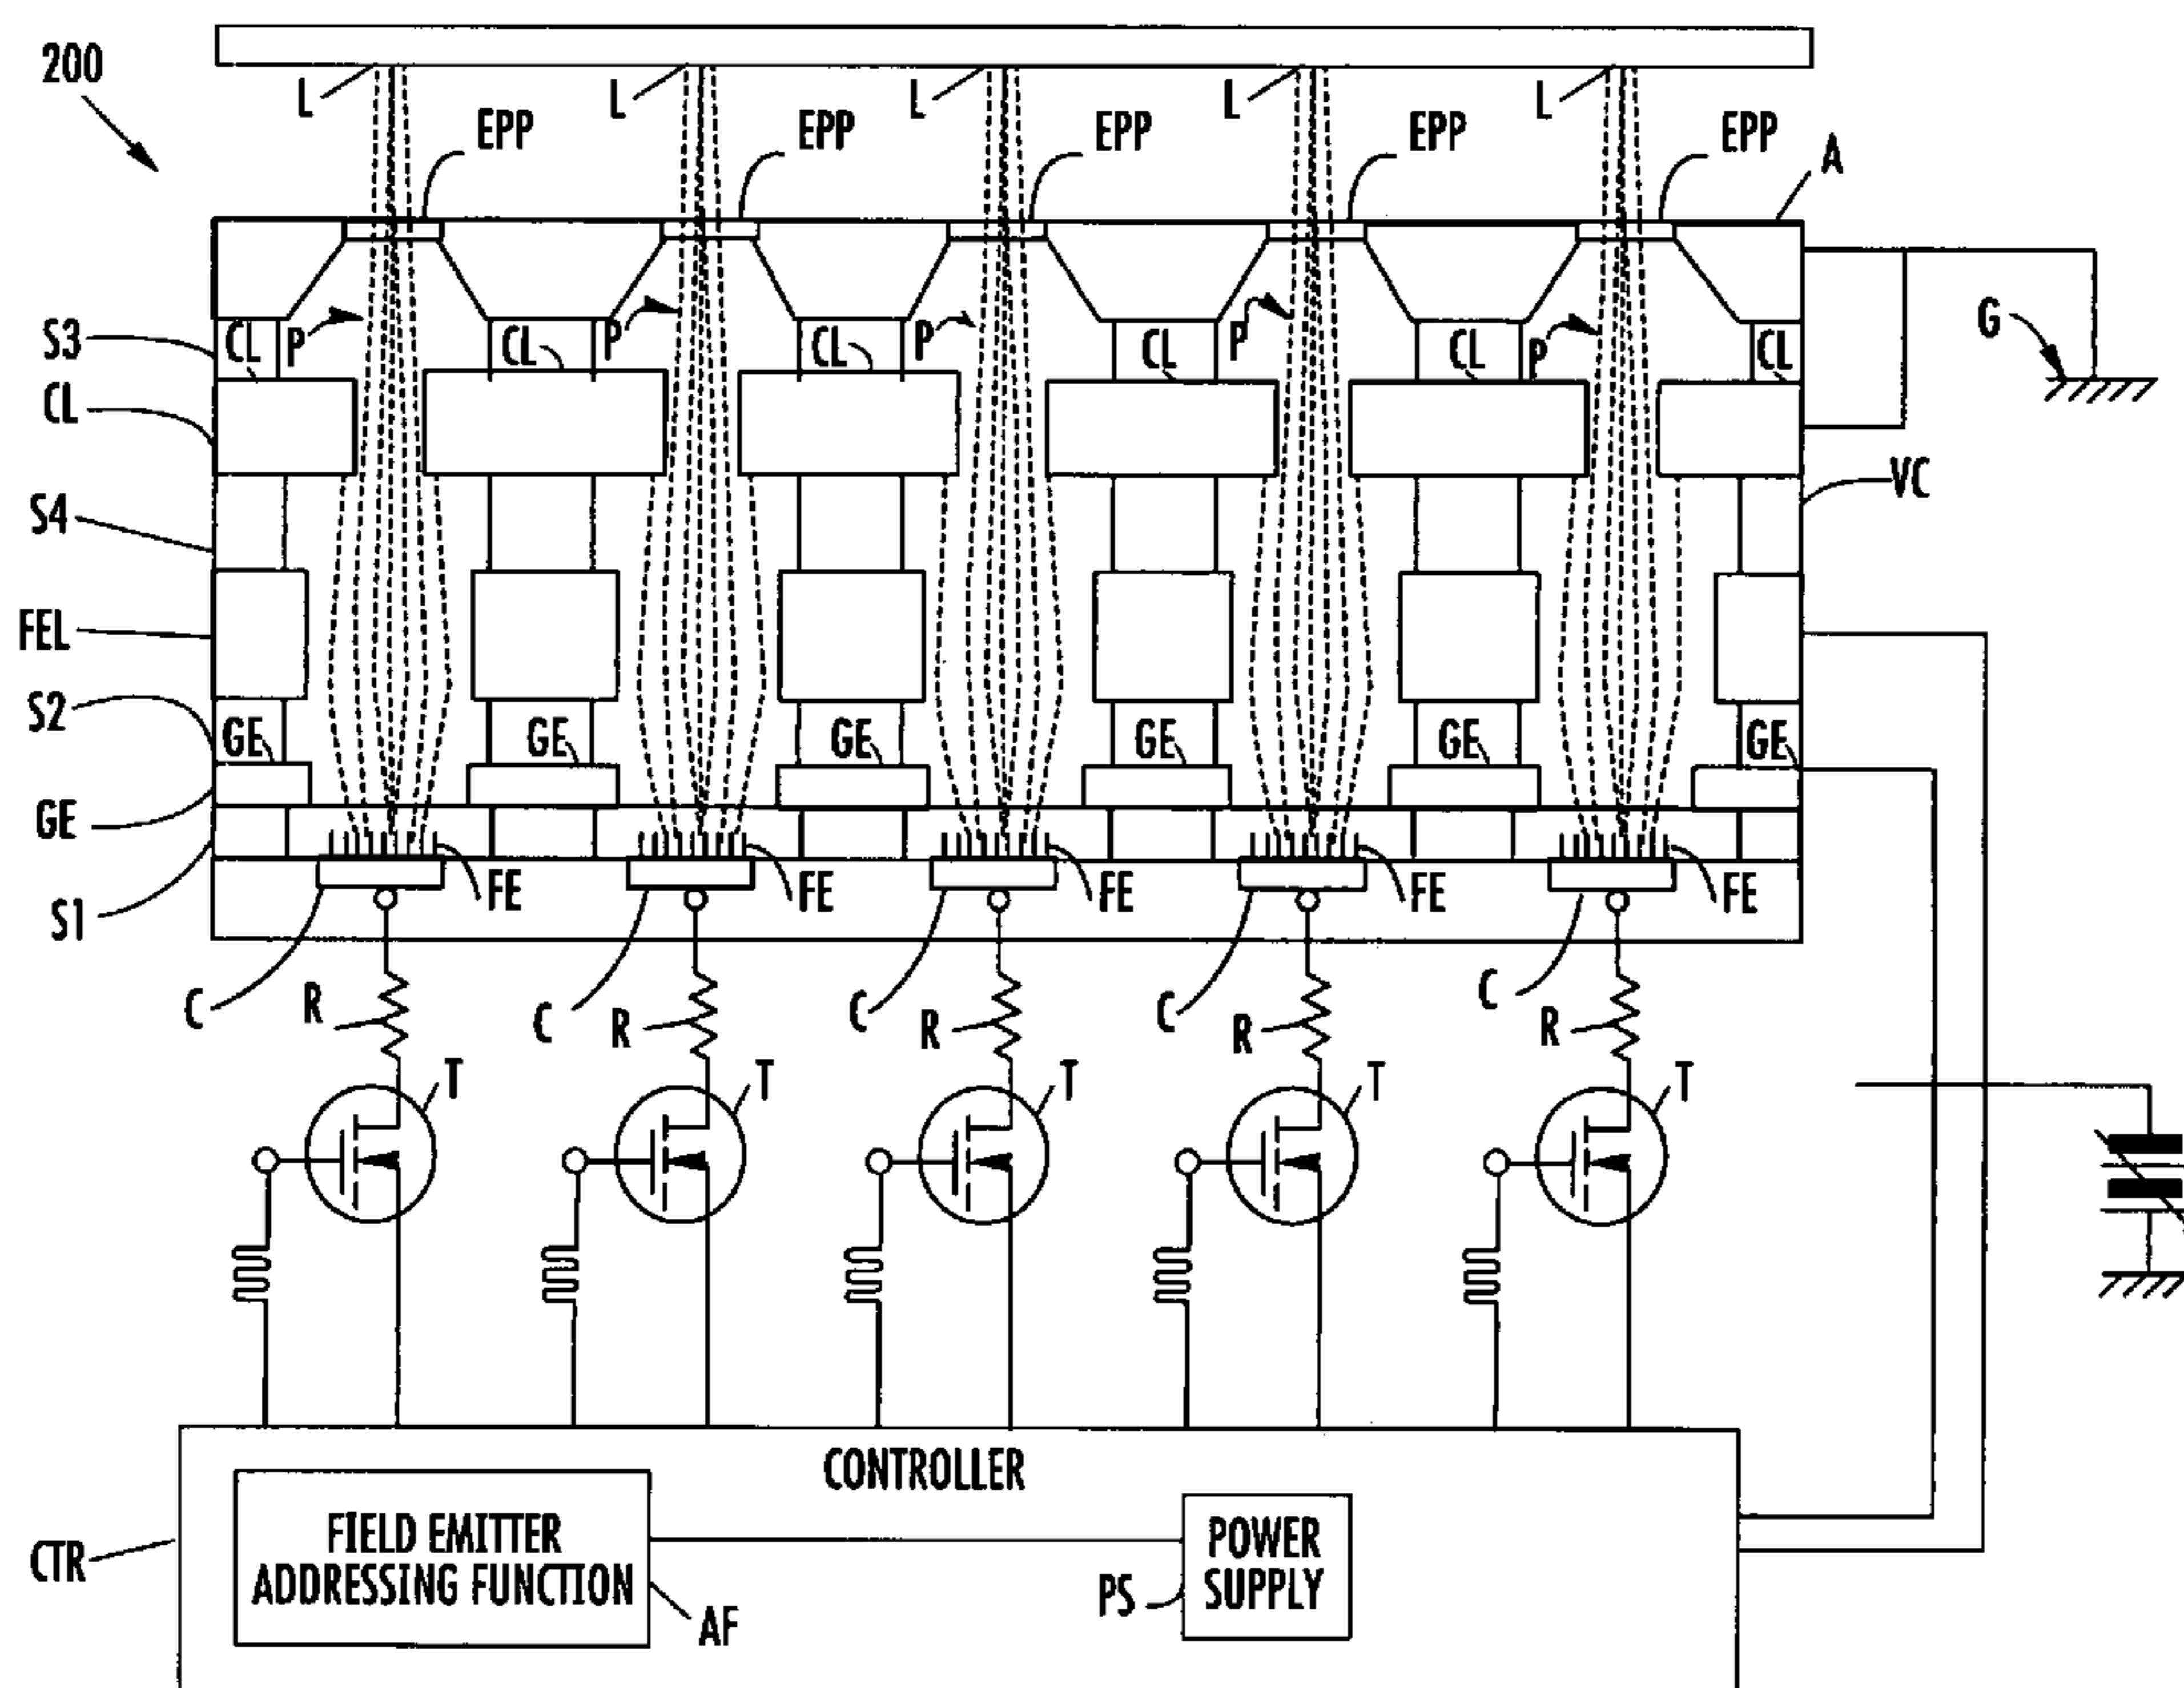 200
L L L L L
EPP EPP EPP EPP EPP A
S3 CL P CL P CL P CL P CL P CL G
CL
S4 VC
FEL
S2 GE GE GE GE GE GE
GE
S1 FE FE FE FE FE
C R C R C R C R C R
T T T T T
CONTROLLER
CTR
FIELD EMITTER
ADDRESSING FUNCTION
AF
PS
POWER
SUPPLY